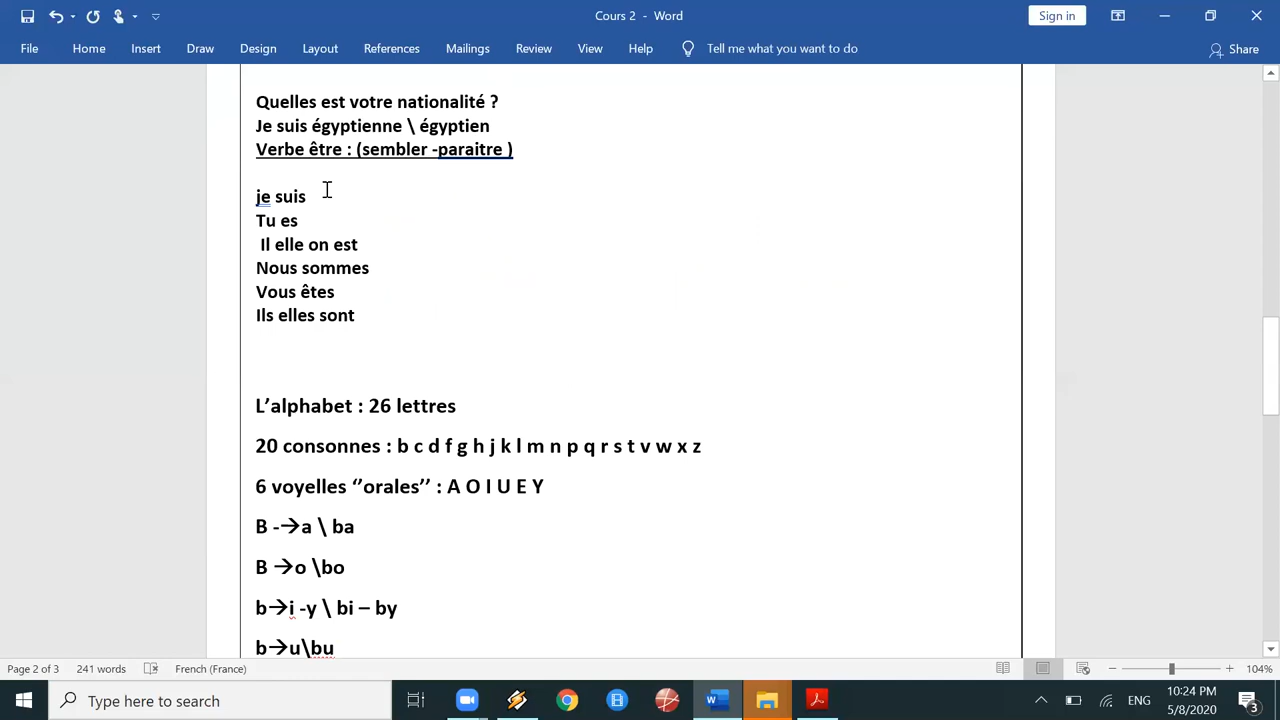 Cours 2 - Word
Sign in
File Home Insert Draw Design Layout References Mailings Review View Help Tell me what you want to do Share
Quelles est votre nationalité ?
Je suis égyptienne \ égyptien
Verbe être : (sembler -paraitre )
je suis
Tu es
Il elle on est
Nous sommes
Vous êtes
Ils elles sont
L’alphabet : 26 lettres
20 consonnes : b c d f g h j k l m n p q r s t v w x z
6 voyelles ‘’orales’’ : A O I U E Y
B -→a \ ba
B →o \bo
b→i -y \ bi – by
b→u\bu
Page 2 of 3 241 words French (France) 104%
Type here to search
ENG
10:24 PM
5/8/2020
3